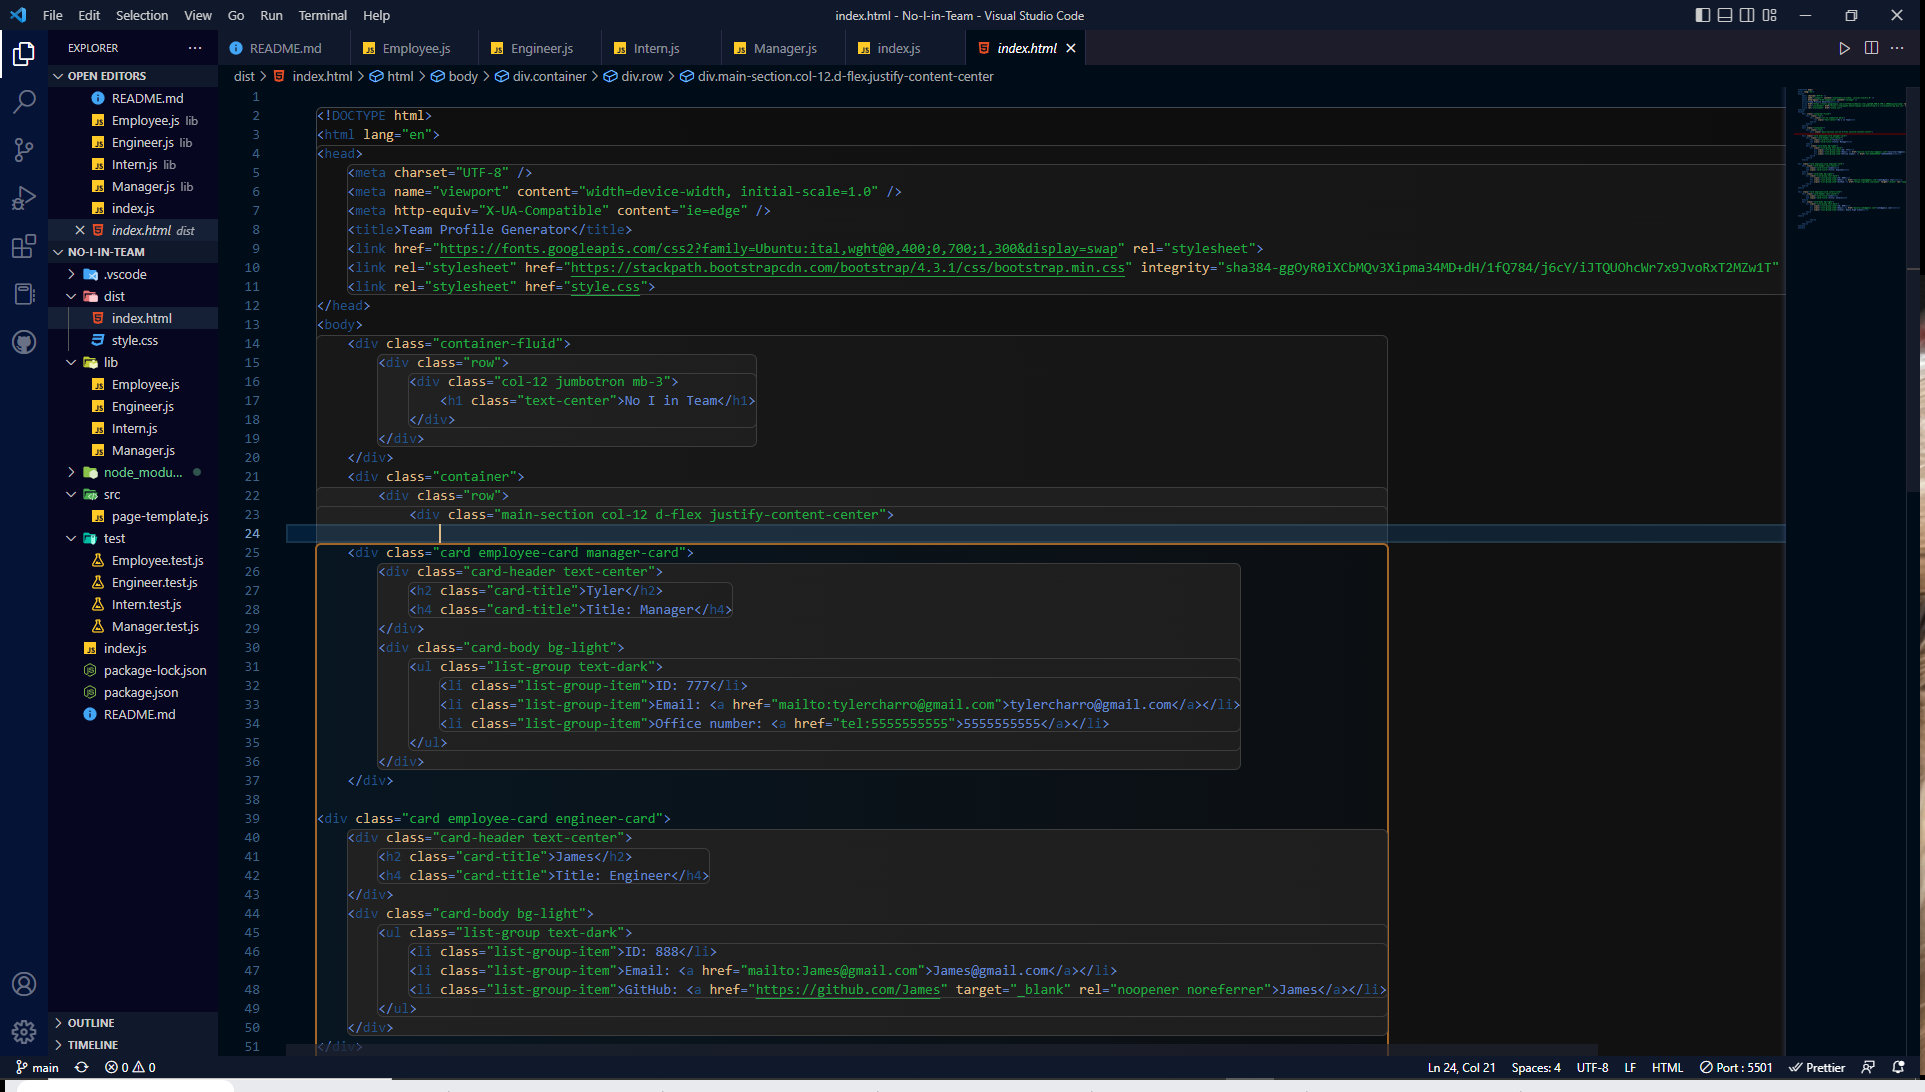 File Edit Selection View Go Run Terminal Help
index.html - No-I-in-Team - Visual Studio Code
EXPLORER
OPEN EDITORS
README.md
Employee.js lib
Engineer.js lib
Intern.js lib
Manager.js lib
index.js
index.html dist
NO-I-IN-TEAM
.vscode
dist
index.html
style.css
lib
Employee.js
Engineer.js
Intern.js
Manager.js
node_modu...
src
page-template.js
test
Employee.test.js
Engineer.test.js
Intern.test.js
Manager.test.js
index.js
package-lock.json
package.json
README.md
OUTLINE
TIMELINE
README.md Employee.js Engineer.js Intern.js Manager.js index.js index.html
dist > index.html > html > body > div.container > div.row > div.main-section.col-12.d-flex.justify-content-center
1
2 <!DOCTYPE html>
3 <html lang="en">
4 <head>
5 <meta charset="UTF-8" />
6 <meta name="viewport" content="width=device-width, initial-scale=1.0" />
7 <meta http-equiv="X-UA-Compatible" content="ie=edge" />
8 <title>Team Profile Generator</title>
9 <link href="https://fonts.googleapis.com/css2?family=Ubuntu:ital,wght@0,400;0,700;1,300&display=swap" rel="stylesheet">
10 <link rel="stylesheet" href="https://stackpath.bootstrapcdn.com/bootstrap/4.3.1/css/bootstrap.min.css" integrity="sha384-ggOyR0iXCbMQv3Xipma34MD+dH/1fQ784/j6cY/iJTQUOhcWr7x9JvoRxT2MZw1T"
11 <link rel="stylesheet" href="style.css">
12 </head>
13 <body>
14 <div class="container-fluid">
15 <div class="row">
16 <div class="col-12 jumbotron mb-3">
17 <h1 class="text-center">No I in Team</h1>
18 </div>
19 </div>
20 </div>
21 <div class="container">
22 <div class="row">
23 <div class="main-section col-12 d-flex justify-content-center">
24
25 <div class="card employee-card manager-card">
26 <div class="card-header text-center">
27 <h2 class="card-title">Tyler</h2>
28 <h4 class="card-title">Title: Manager</h4>
29 </div>
30 <div class="card-body bg-light">
31 <ul class="list-group text-dark">
32 <li class="list-group-item">ID: 777</li>
33 <li class="list-group-item">Email: <a href="mailto:tylercharro@gmail.com">tylercharro@gmail.com</a></li>
34 <li class="list-group-item">Office number: <a href="tel:5555555555">5555555555</a></li>
35 </ul>
36 </div>
37 </div>
38
39 <div class="card employee-card engineer-card">
40 <div class="card-header text-center">
41 <h2 class="card-title">James</h2>
42 <h4 class="card-title">Title: Engineer</h4>
43 </div>
44 <div class="card-body bg-light">
45 <ul class="list-group text-dark">
46 <li class="list-group-item">ID: 888</li>
47 <li class="list-group-item">Email: <a href="mailto:James@gmail.com">James@gmail.com</a></li>
48 <li class="list-group-item">GitHub: <a href="https://github.com/James" target="_blank" rel="noopener noreferrer">James</a></li>
49 </ul>
50 </div>
51 </div>
main 0 0 Ln 24, Col 21 Spaces: 4 UTF-8 LF HTML Port : 5501 Prettier